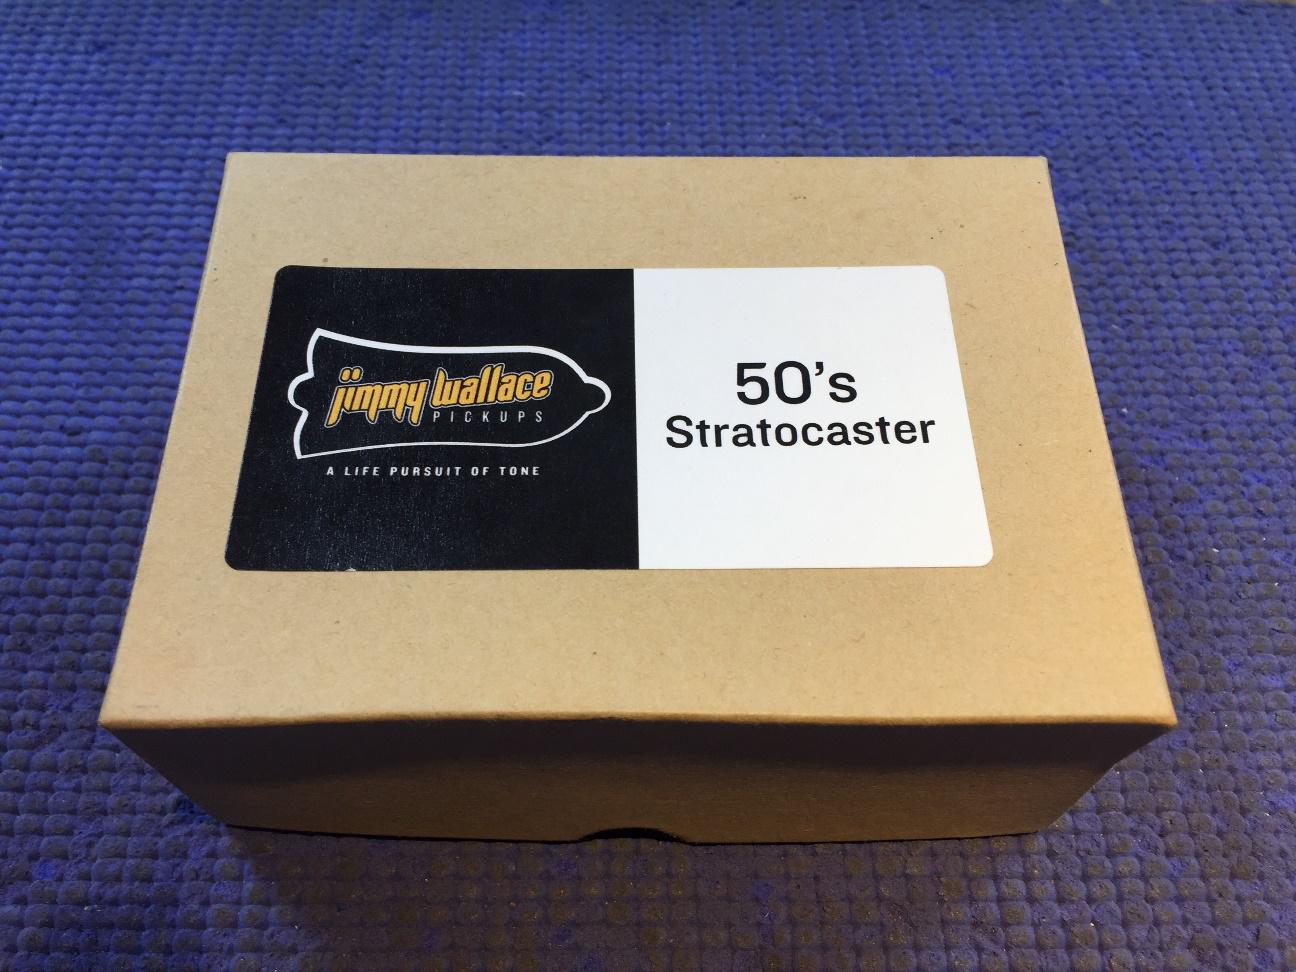 jimmy wallace
PICKUPS
A LIFE PURSUIT OF TONE
50's
Stratocaster